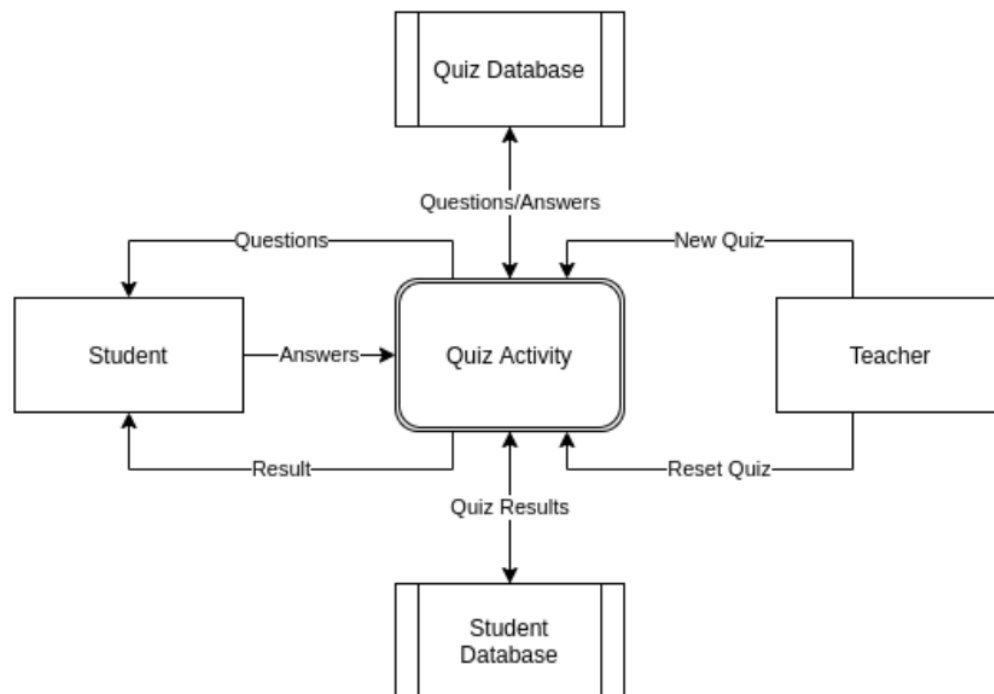 Quiz Database
Questions/Answers
Questions
New Quiz
Student
Answers
Quiz Activity
Teacher
Result
Reset Quiz
Quiz Results
Student
Database